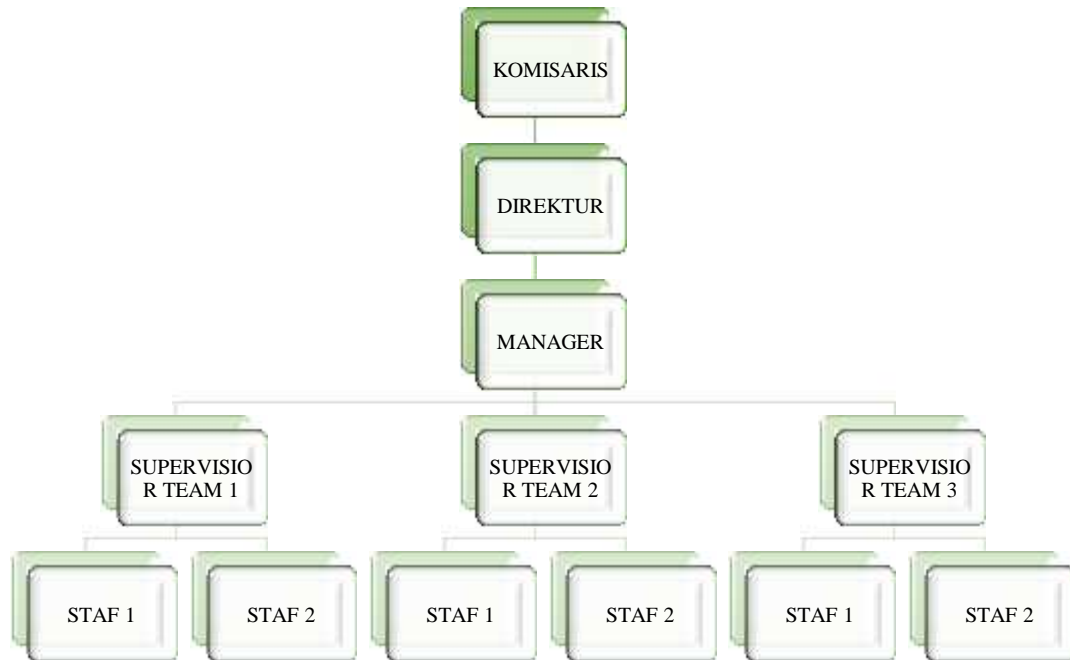 KOMISARIS
DIREKTUR
MANAGER
SUPERVISIO
R TEAM 1
SUPERVISIO
R TEAM 2
SUPERVISIO
R TEAM 3
STAF 1
STAF 2
STAF 1
STAF 2
STAF 1
STAF 2